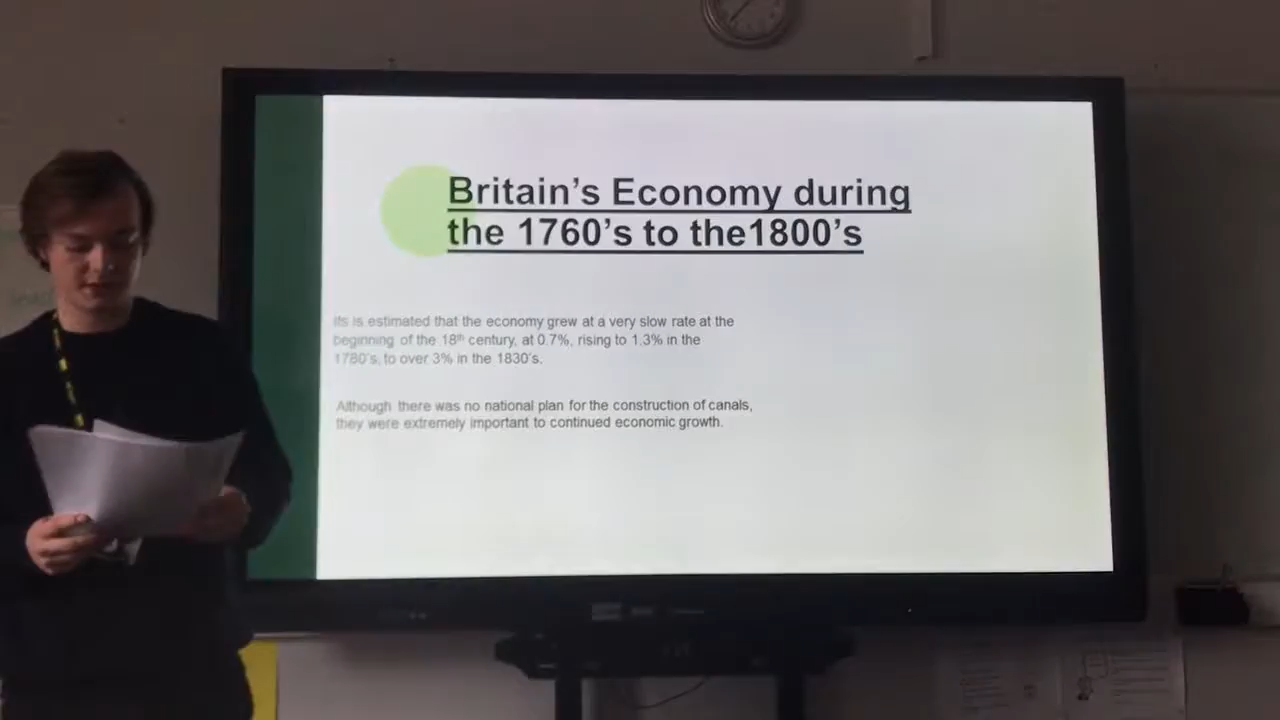 Britain's Economy during
the 1760's to the1800's
Its is estimated that the economy grew at a very slow rate at the
beginning of the 18th century, at 0.7%, rising to 1.3% in the
1780's, to over 3% in the 1830's.
Although there was no national plan for the construction of canals,
they were extremely important to continued economic growth.